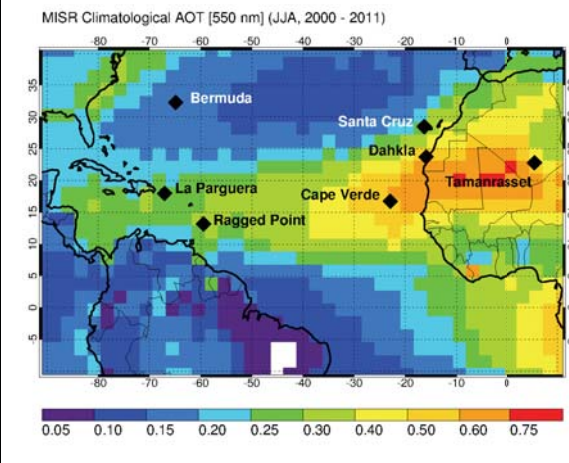 MISR Climatological AOT [550 nm] (JJA, 2000 - 2011)
-80 -70 -60 -50 -40 -30 -20 -10 0
35
30
25
20
15
10
5
0
-5
Bermuda
Santa Cruz
Dahkla
Tamanrasset
La Parguera
Cape Verde
Ragged Point
-80 -70 -60 -50 -40 -30 -20 -10 0
0.05 0.10 0.15 0.20 0.25 0.30 0.40 0.50 0.60 0.75